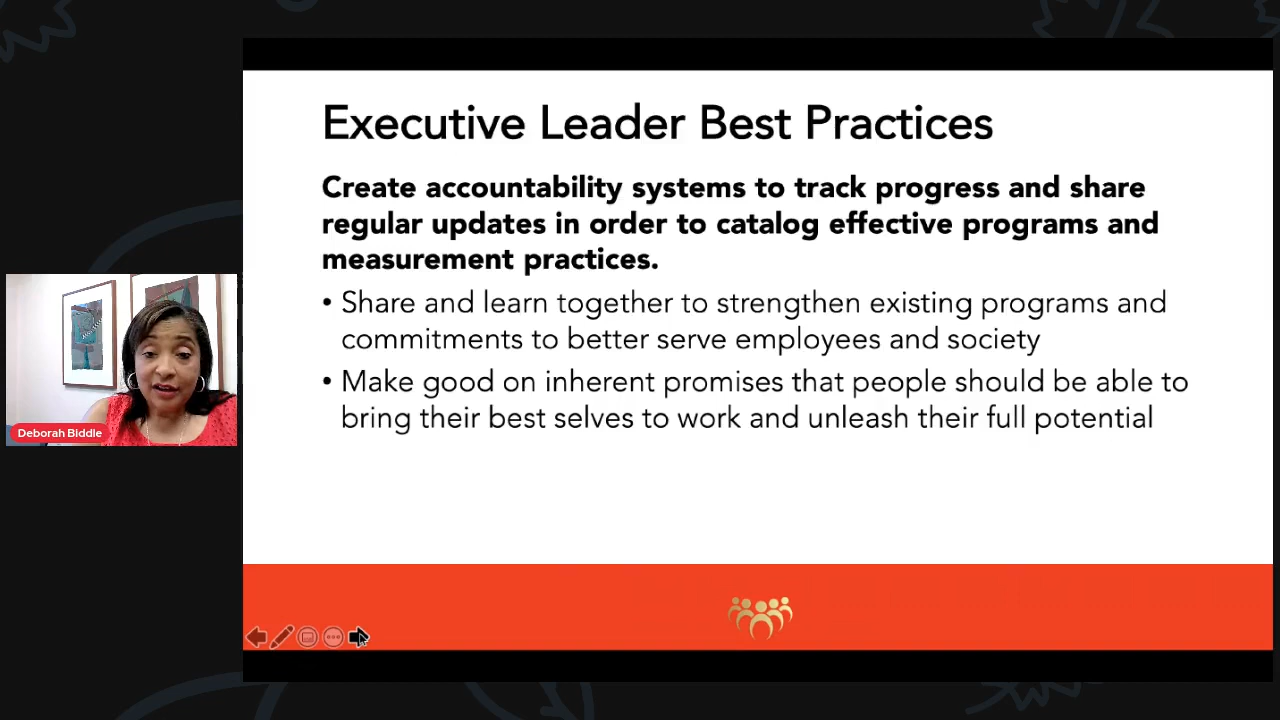 Executive Leader Best Practices
Create accountability systems to track progress and share
regular updates in order to catalog effective programs and
measurement practices.
• Share and learn together to strengthen existing programs and
commitments to better serve employees and society
• Make good on inherent promises that people should be able to
bring their best selves to work and unleash their full potential
Deborah Biddle